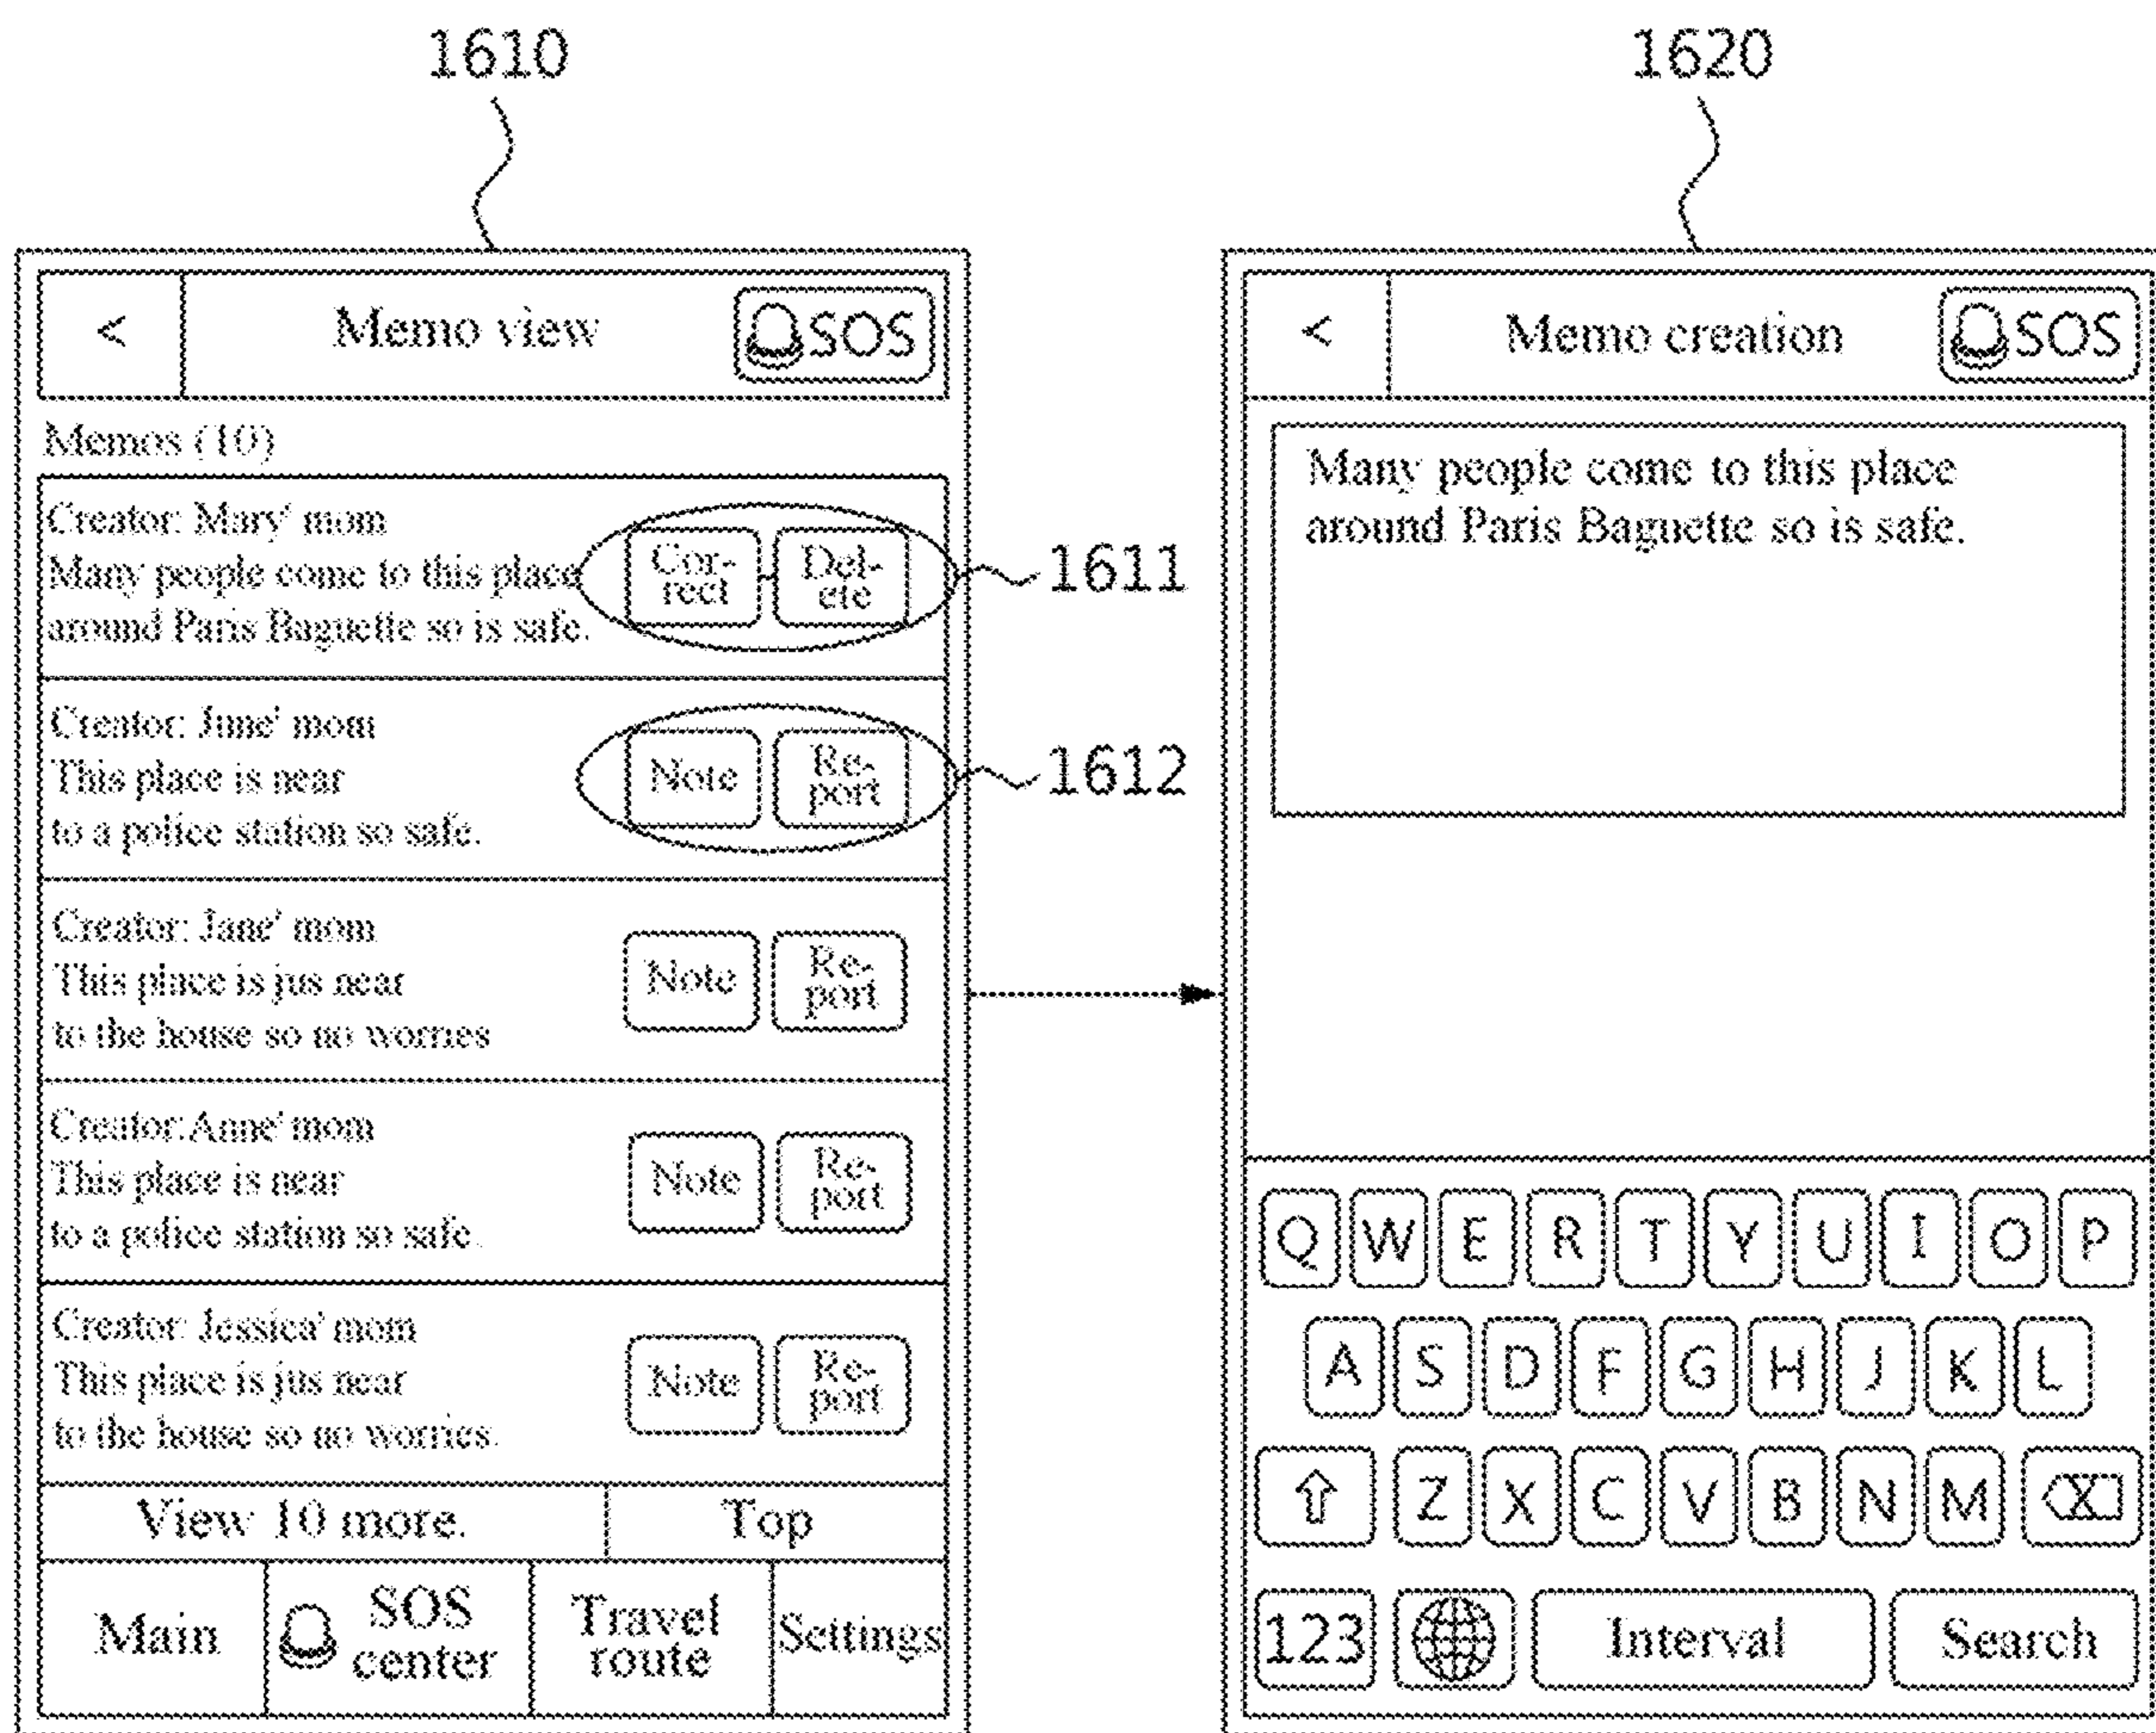 1610
1620
< Memo view SOS
Memos (10)
Creator: Mary' mom
Many people come to this place
around Paris Baguette so is safe.
Cor-
rect
Del-
ete
1611
Creator: June' mom
This place is near
to a police station so safe.
Note
Re-
port
1612
Creator: Jane' mom
This place is jus near
to the house so no worries
Note
Re-
port
Creator: Anne' mom
This place is near
to a police station so safe.
Note
Re-
port
Creator: Jessica' mom
This place is jus near
to the house so no worries.
Note
Re-
port
View 10 more. Top
Main
SOS
center
Travel
route
Settings
< Memo creation SOS
Many people come to this place
around Paris Baguette so is safe.
Q W E R T Y U I O P
A S D F G H J K L
Z X C V B N M X
123 Interval Search